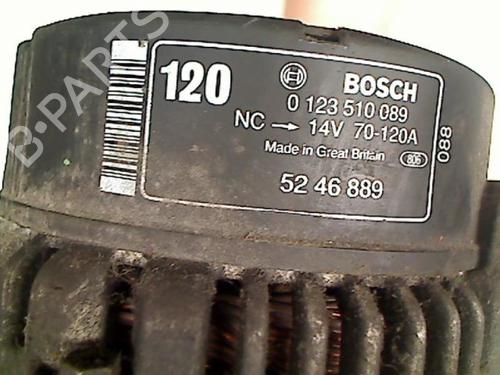 120
BOSCH
0 123 510 089
NC → 14V 70-120A
Made in Great Britain 806
52 46 889
088
B-PARTS